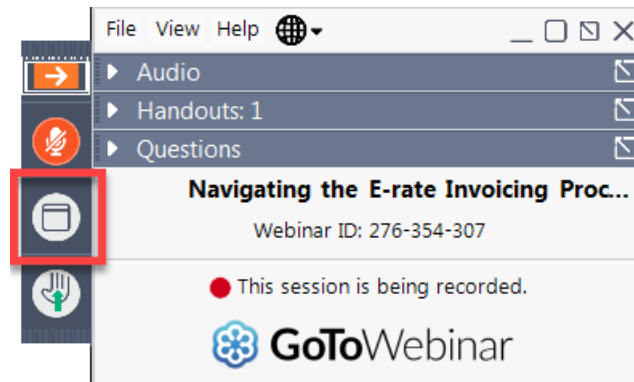 File View Help
Audio
Handouts: 1
Questions
Navigating the E-rate Invoicing Proc...
Webinar ID: 276-354-307
This session is being recorded.
GoToWebinar